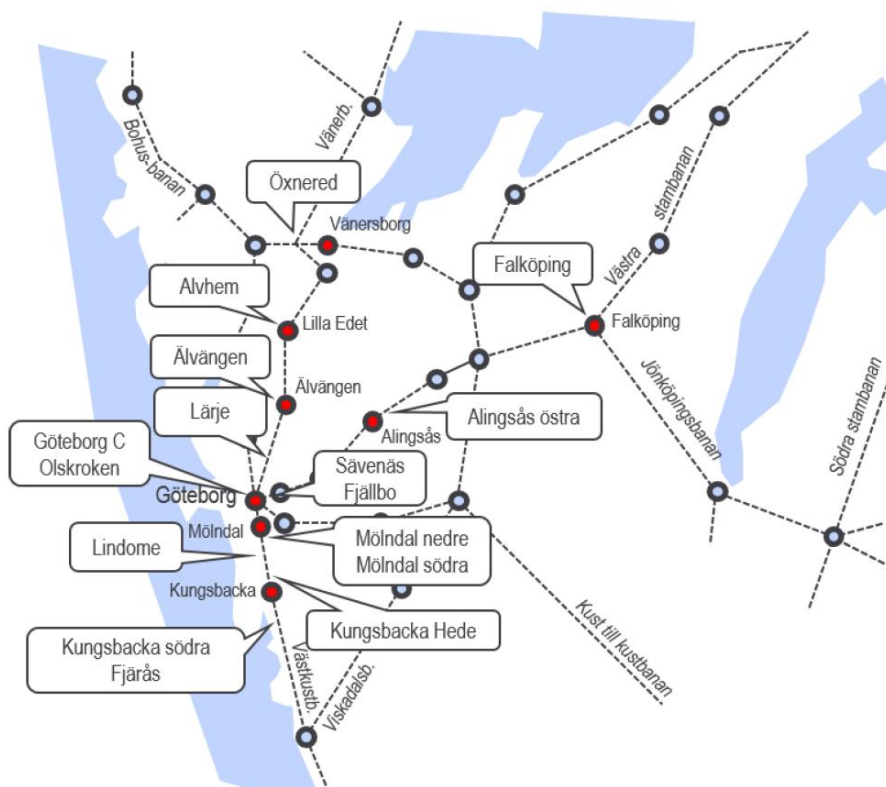 Bohus-banan
Vänerb.
Öxnered
Vänersborg
Västra
stambanan
Falköping
Alvhem
Lilla Edet
Falköping
Älvängen
Älvängen
Jönköpingsbanan
Södra stambanan
Lärje
Alingsås östra
Alingsås
Göteborg C
Olskroken
Sävenäs
Fjällbo
Göteborg
Mölndal
Lindome
Mölndal nedre
Mölndal södra
Kungsbacka
Kungsbacka Hede
Kungsbacka södra
Fjärås
Västkustb.
Viskadalsb.
Kust till kustbanan